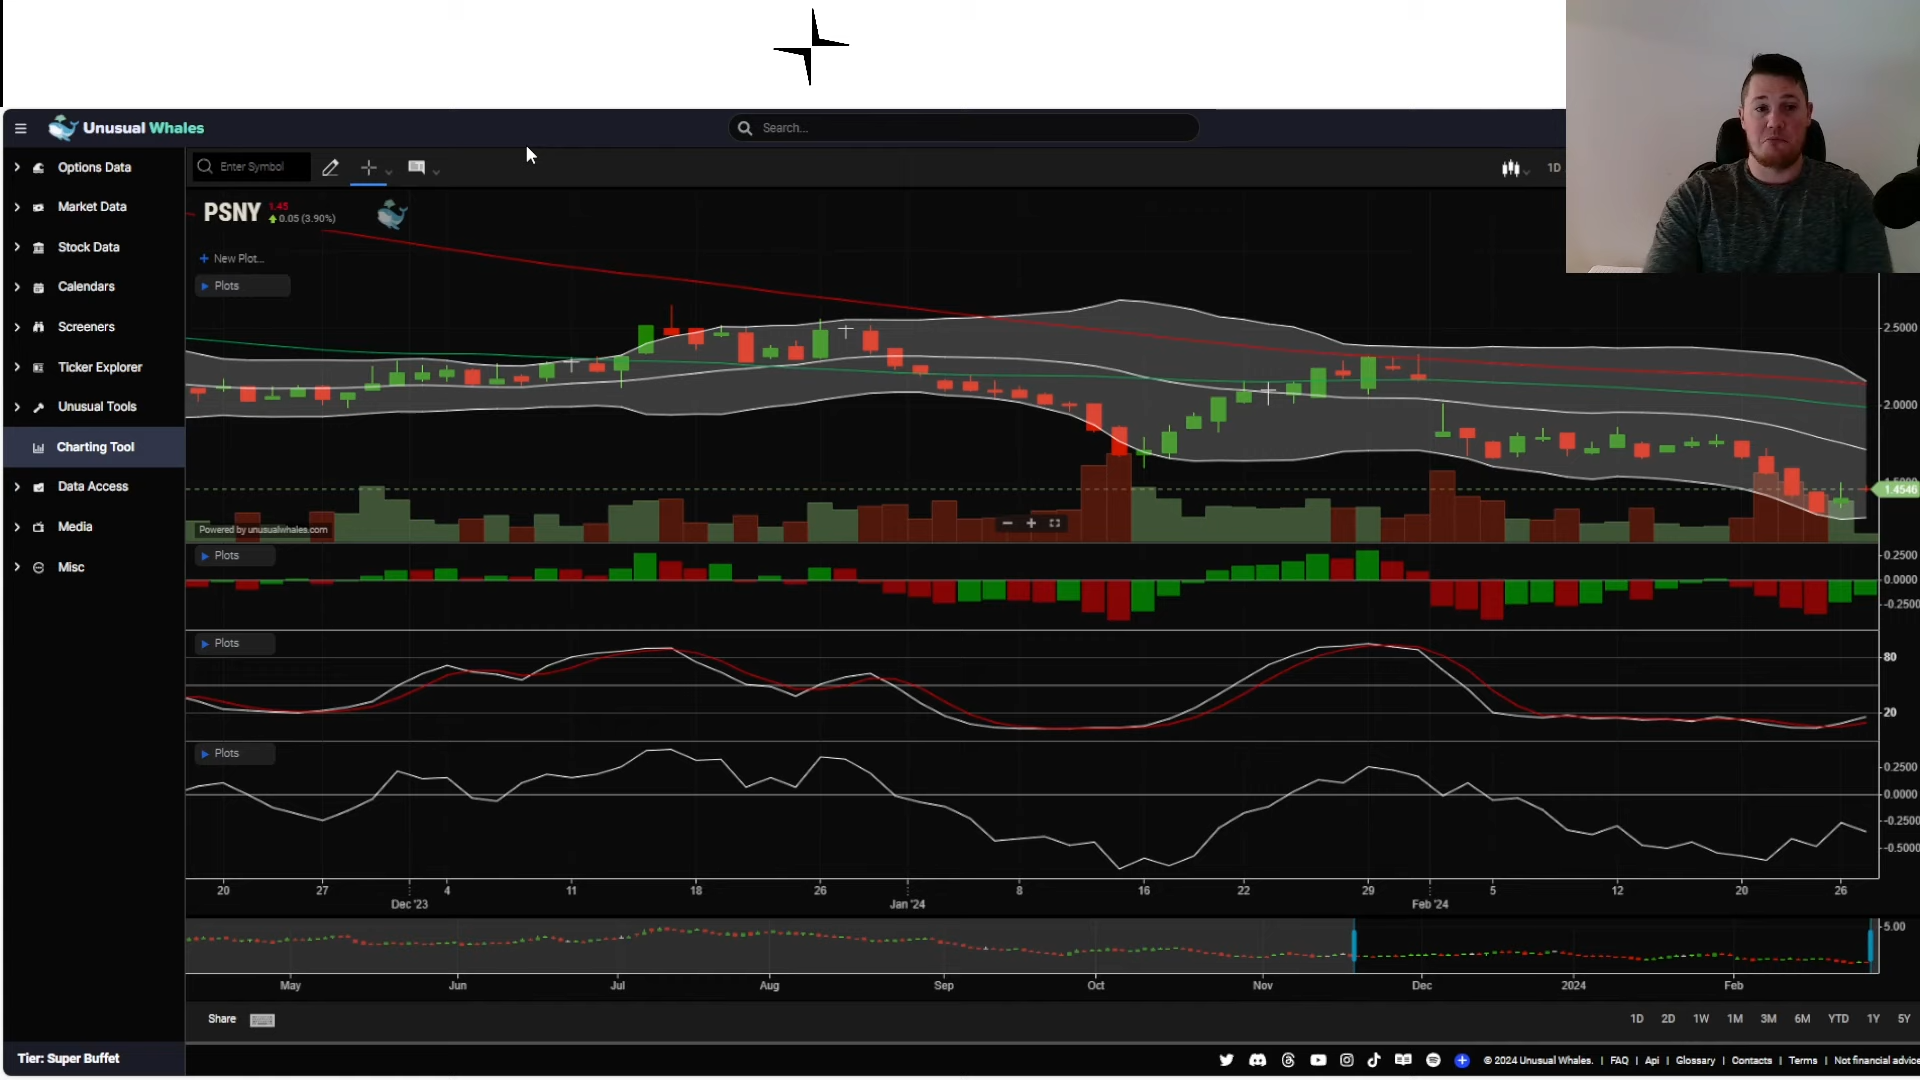 Unusual Whales
Search...
Options Data
Market Data
Stock Data
Calendars
Screeners
Ticker Explorer
Unusual Tools
Charting Tool
Data Access
Media
Misc
Tier: Super Buffet
Enter Symbol
1D
PSNY
1.45
0.05 (3.90%)
+ New Plot...
Plots
2.5000
2.0000
1.4546
Powered by unusualwhales.com
Plots
0.2500
0.0000
-0.2500
Plots
80
20
Plots
0.2500
0.0000
-0.2500
-0.5000
20 27 4 11 18 26 8 16 22 29 5 12 20 26
Dec '23 Jan '24 Feb '24
5.00
May Jun Jul Aug Sep Oct Nov Dec 2024 Feb
Share
1D 2D 1W 1M 3M 6M YTD 1Y 5Y
© 2024 Unusual Whales. | FAQ | Api | Glossary | Contacts | Terms | Not financial advice